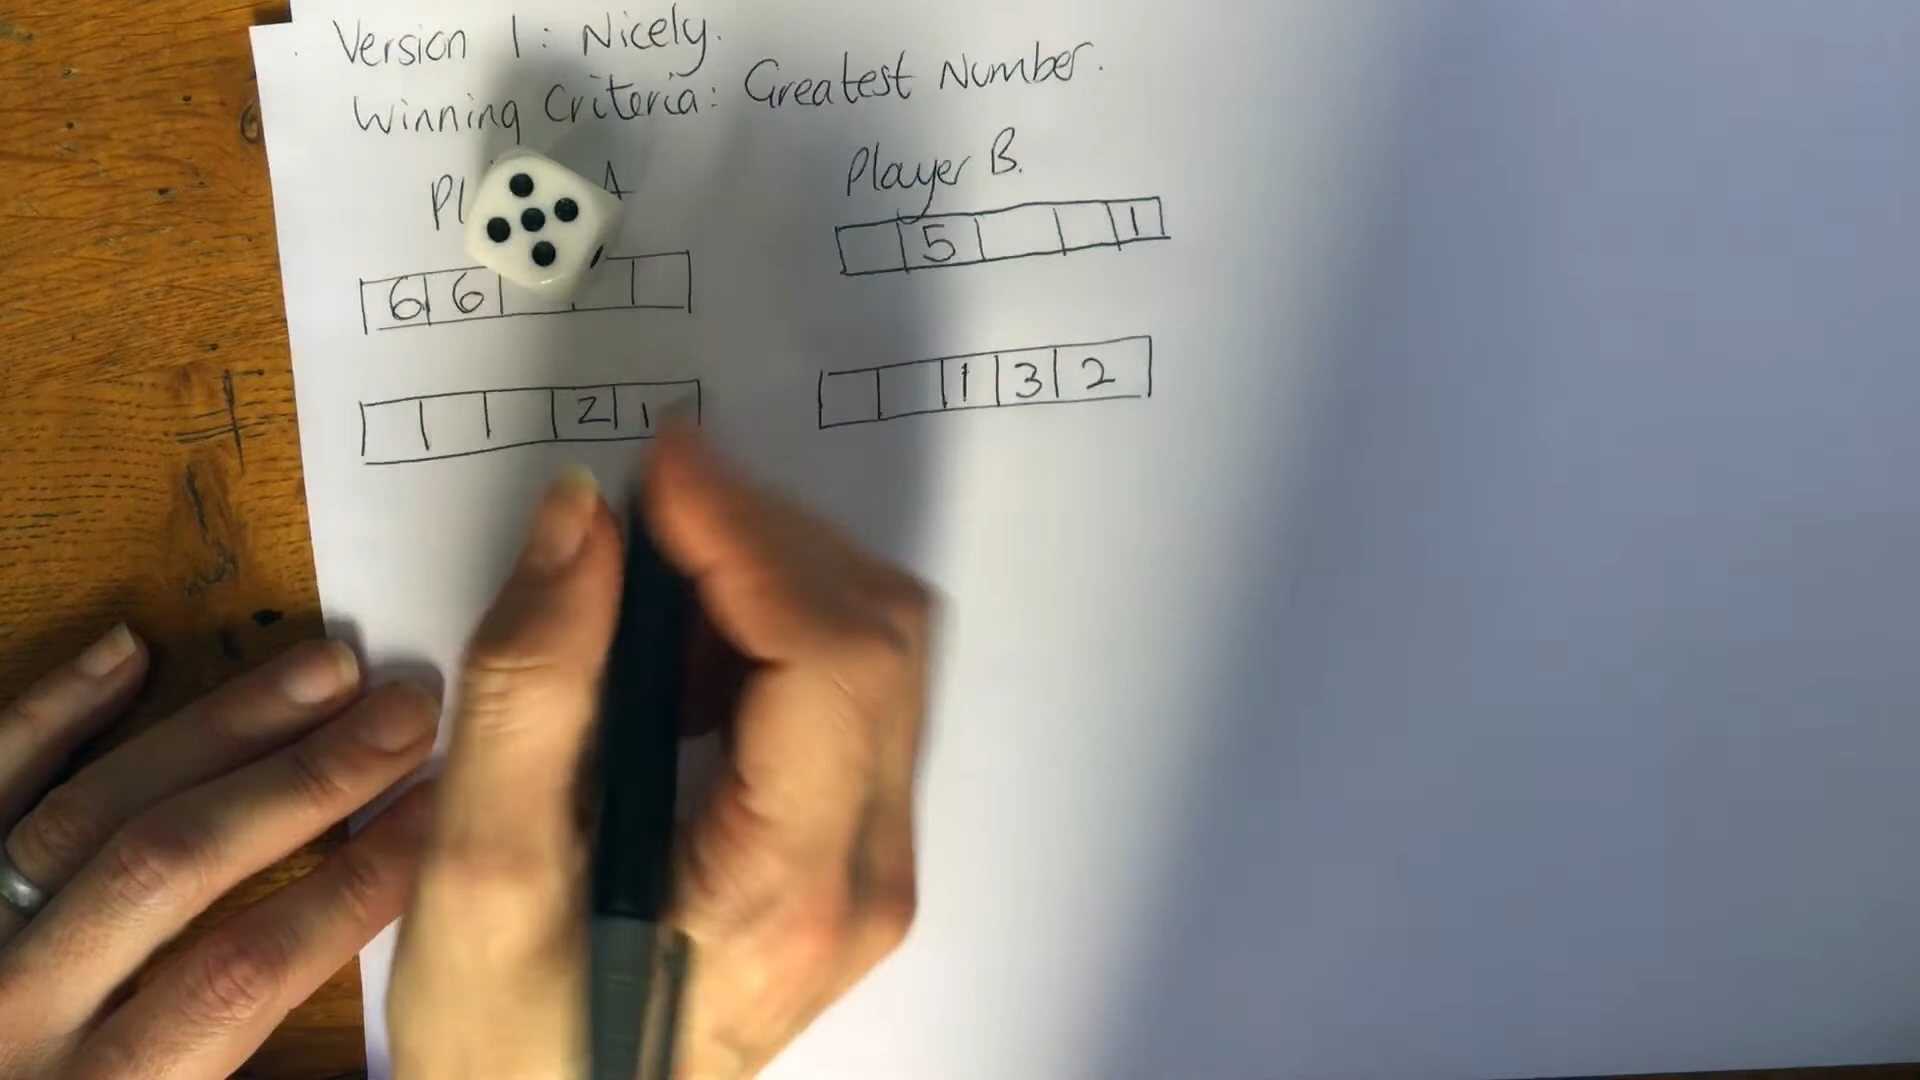 Version 1: Nicely.
Winning Criteria: Greatest Number.
Player B.
5 1
6 6
1 3 2
2 1